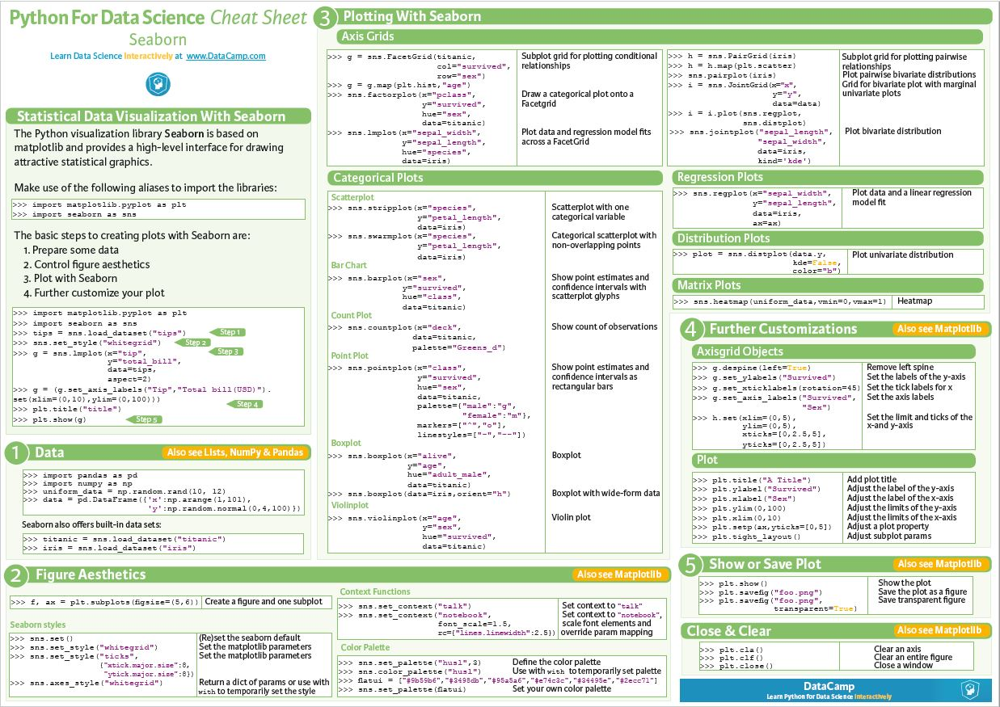 Python For Data Science Cheat Sheet
Seaborn
Learn Data Science Interactively at www.DataCamp.com
Statistical Data Visualization With Seaborn
The Python visualization library Seaborn is based on
matplotlib and provides a high-level interface for drawing
attractive statistical graphics.
Make use of the following aliases to import the libraries:
>>> import matplotlib.pyplot as plt
>>> import seaborn as sns
The basic steps to creating plots with Seaborn are:
1. Prepare some data
2. Control figure aesthetics
3. Plot with Seaborn
4. Further customize your plot
>>> import matplotlib.pyplot as plt
>>> import seaborn as sns
>>> tips = sns.load_dataset("tips") Step 1
>>> sns.set_style("whitegrid") Step 2
>>> g = sns.lmplot(x="tip", Step 3
y="total_bill",
data=tips,
aspect=2)
>>> g = (g.set_axis_labels("Tip","Total bill(USD)").
set(xlim=(0,10),ylim=(0,100)))
Step 4
>>> plt.title("title")
>>> plt.show(g) Step 5
1 Data Also see Lists, NumPy & Pandas
>>> import pandas as pd
>>> import numpy as np
>>> uniform_data = np.random.rand(10, 12)
>>> data = pd.DataFrame({'x':np.arange(1,101),
'y':np.random.normal(0,4,100)})
Seaborn also offers built-in data sets:
>>> titanic = sns.load_dataset("titanic")
>>> iris = sns.load_dataset("iris")
2 Figure Aesthetics Also see Matplotlib
>>> f, ax = plt.subplots(figsize=(5,6)) Create a figure and one subplot
Seaborn styles
>>> sns.set() (Re)set the seaborn default
>>> sns.set_style("whitegrid") Set the matplotlib parameters
>>> sns.set_style("ticks", Set the matplotlib parameters
{"xtick.major.size":8,
"ytick.major.size":8})
>>> sns.axes_style("whitegrid") Return a dict of params or use with
with to temporarily set the style
Context Functions
>>> sns.set_context("talk") Set context to "talk"
>>> sns.set_context("notebook", Set context to "notebook",
font_scale=1.5, scale font elements and
rc={"lines.linewidth":2.5}) override param mapping
Color Palette
>>> sns.set_palette("husl",3) Define the color palette
>>> sns.color_palette("husl") Use with with to temporarily set palette
>>> flatui = ["#9b59b6","#3498db","#95a5a6","#e74c3c","#34495e","#2ecc71"]
>>> sns.set_palette(flatui) Set your own color palette
3 Plotting With Seaborn
Axis Grids
>>> g = sns.FacetGrid(titanic, Subplot grid for plotting conditional
col="survived", relationships
row="sex")
>>> g = g.map(plt.hist,"age")
>>> sns.factorplot(x="pclass", Draw a categorical plot onto a
y="survived", Facetgrid
hue="sex",
data=titanic)
>>> sns.lmplot(x="sepal_width", Plot data and regression model fits
y="sepal_length", across a FacetGrid
hue="species",
data=iris)
>>> h = sns.PairGrid(iris) Subplot grid for plotting pairwise
>>> h = h.map(plt.scatter) relationships
>>> sns.pairplot(iris) Plot pairwise bivariate distributions
>>> i = sns.JointGrid(x="x", Grid for bivariate plot with marginal
y="y", univariate plots
data=data)
>>> i = i.plot(sns.regplot,
sns.distplot)
>>> sns.jointplot("sepal_length", Plot bivariate distribution
"sepal_width",
data=iris,
kind='kde')
Categorical Plots
Scatterplot
>>> sns.stripplot(x="species", Scatterplot with one
y="petal_length", categorical variable
data=iris)
>>> sns.swarmplot(x="species", Categorical scatterplot with
y="petal_length", non-overlapping points
data=iris)
Bar Chart
>>> sns.barplot(x="sex", Show point estimates and
y="survived", confidence intervals with
hue="class", scatterplot glyphs
data=titanic)
Count Plot
>>> sns.countplot(x="deck", Show count of observations
data=titanic,
palette="Greens_d")
Point Plot
>>> sns.pointplot(x="class", Show point estimates and
y="survived", confidence intervals as
hue="sex", rectangular bars
data=titanic,
palette={"male":"g",
"female":"m"},
markers=["^","o"],
linestyles=["-","--"])
Boxplot
>>> sns.boxplot(x="alive", Boxplot
y="age",
hue="adult_male",
data=titanic)
>>> sns.boxplot(data=iris,orient="h") Boxplot with wide-form data
Violinplot
>>> sns.violinplot(x="age", Violin plot
y="sex",
hue="survived",
data=titanic)
Regression Plots
>>> sns.regplot(x="sepal_width", Plot data and a linear regression
y="sepal_length", model fit
data=iris,
ax=ax)
Distribution Plots
>>> plot = sns.distplot(data.y, Plot univariate distribution
kde=False,
color="b")
Matrix Plots
>>> sns.heatmap(uniform_data,vmin=0,vmax=1) Heatmap
4 Further Customizations Also see Matplotlib
Axisgrid Objects
>>> g.despine(left=True) Remove left spine
>>> g.set_ylabels("Survived") Set the labels of the y-axis
>>> g.set_xticklabels(rotation=45) Set the tick labels for x
>>> g.set_axis_labels("Survived", Set the axis labels
"Sex")
>>> h.set(xlim=(0,5), Set the limit and ticks of the
ylim=(0,5), x-and y-axis
xticks=[0,2.5,5],
yticks=[0,2.5,5])
Plot
>>> plt.title("A Title") Add plot title
>>> plt.ylabel("Survived") Adjust the label of the y-axis
>>> plt.xlabel("Sex") Adjust the label of the x-axis
>>> plt.ylim(0,100) Adjust the limits of the y-axis
>>> plt.xlim(0,10) Adjust the limits of the x-axis
>>> plt.setp(ax,yticks=[0,5]) Adjust a plot property
>>> plt.tight_layout() Adjust subplot params
5 Show or Save Plot Also see Matplotlib
>>> plt.show() Show the plot
>>> plt.savefig("foo.png") Save the plot as a figure
>>> plt.savefig("foo.png", Save transparent figure
transparent=True)
Close & Clear Also see Matplotlib
>>> plt.cla() Clear an axis
>>> plt.clf() Clear an entire figure
>>> plt.close() Close a window
DataCamp
Learn Python for Data Science Interactively